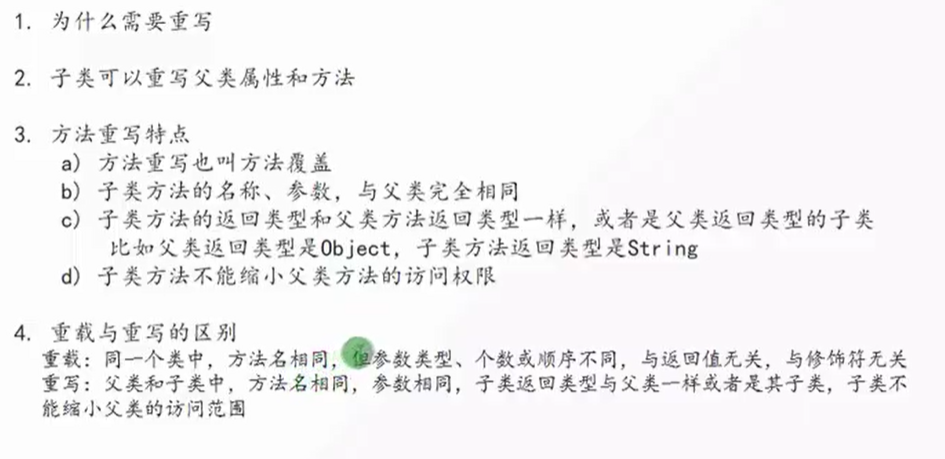 1. 为什么需要重写
2. 子类可以重写父类属性和方法
3. 方法重写特点
a) 方法重写也叫方法覆盖
b) 子类方法的名称、参数，与父类完全相同
c) 子类方法的返回类型和父类方法返回类型一样，或者是父类返回类型的子类
比如父类返回类型是Object，子类方法返回类型是String
d) 子类方法不能缩小父类方法的访问权限
4. 重载与重写的区别
重载：同一个类中，方法名相同，但参数类型、个数或顺序不同，与返回值无关，与修饰符无关
重写：父类和子类中，方法名相同，参数相同，子类返回类型与父类一样或者是其子类，子类不
能缩小父类的访问范围